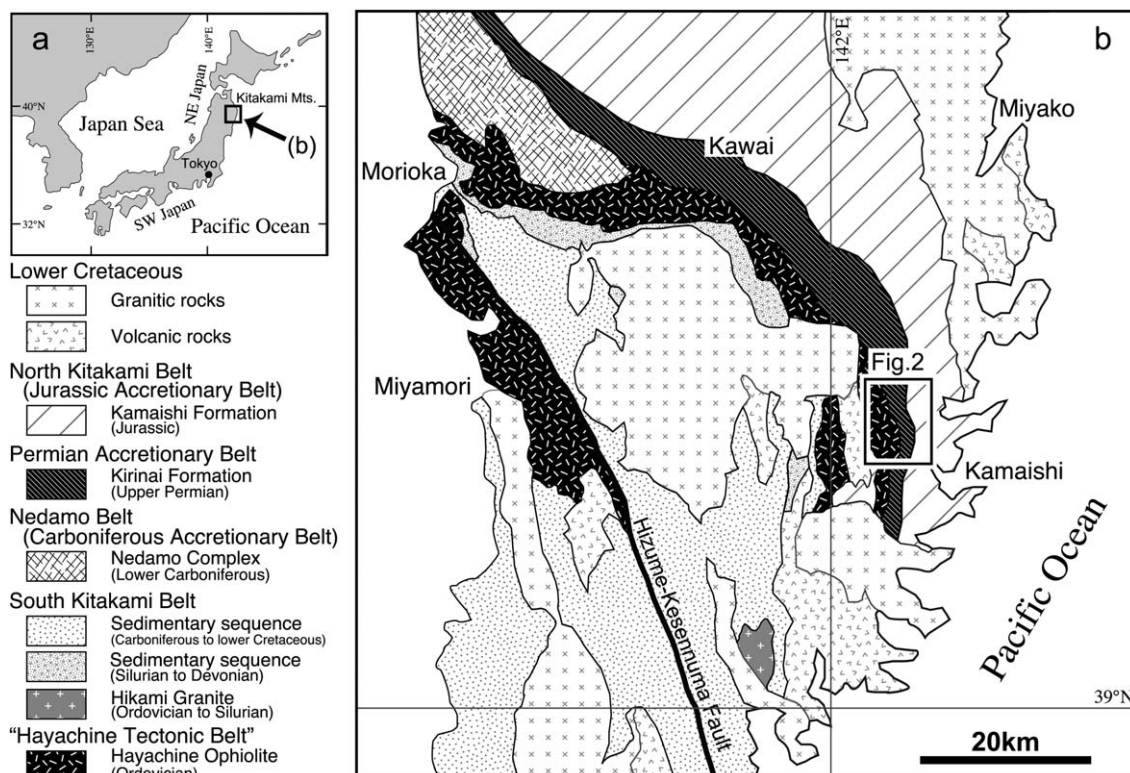 a
130°E
140°E
NE Japan
Kitakami Mts.
40°N
Japan Sea
(b)
Tokyo
SW Japan
Pacific Ocean
32°N
Lower Cretaceous
Granitic rocks
Volcanic rocks
North Kitakami Belt
(Jurassic Accretionary Belt)
Kamaishi Formation
(Jurassic)
Permian Accretionary Belt
Kirinai Formation
(Upper Permian)
Nedamo Belt
(Carboniferous Accretionary Belt)
Nedamo Complex
(Lower Carboniferous)
South Kitakami Belt
Sedimentary sequence
(Carboniferous to lower Cretaceous)
Sedimentary sequence
(Silurian to Devonian)
Hikami Granite
(Ordovician to Silurian)
"Hayachine Tectonic Belt"
Hayachine Ophiolite
(Ordovician)
b
142°E
Miyako
Kawai
Morioka
Fig.2
Miyamori
Kamaishi
Hizume-Kesennuma Fault
Pacific Ocean
39°N
20km